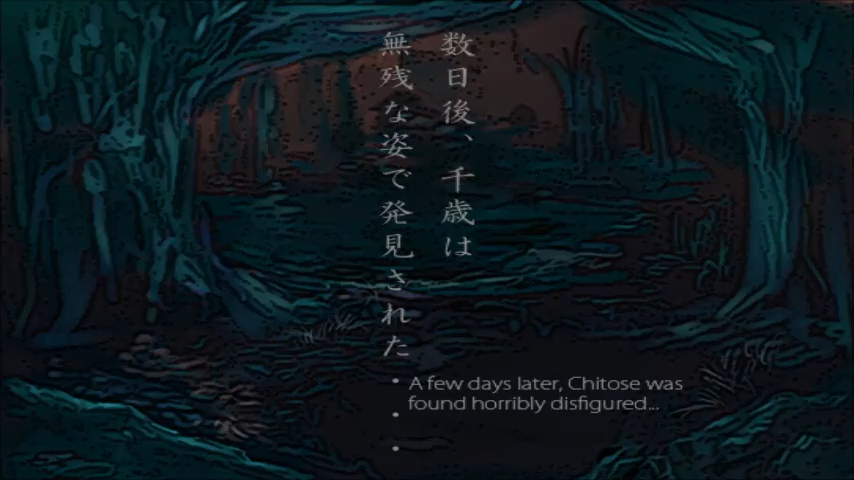 数日後、千歳は
無残な姿で発見された・・・
A few days later, Chitose was
found horribly disfigured...